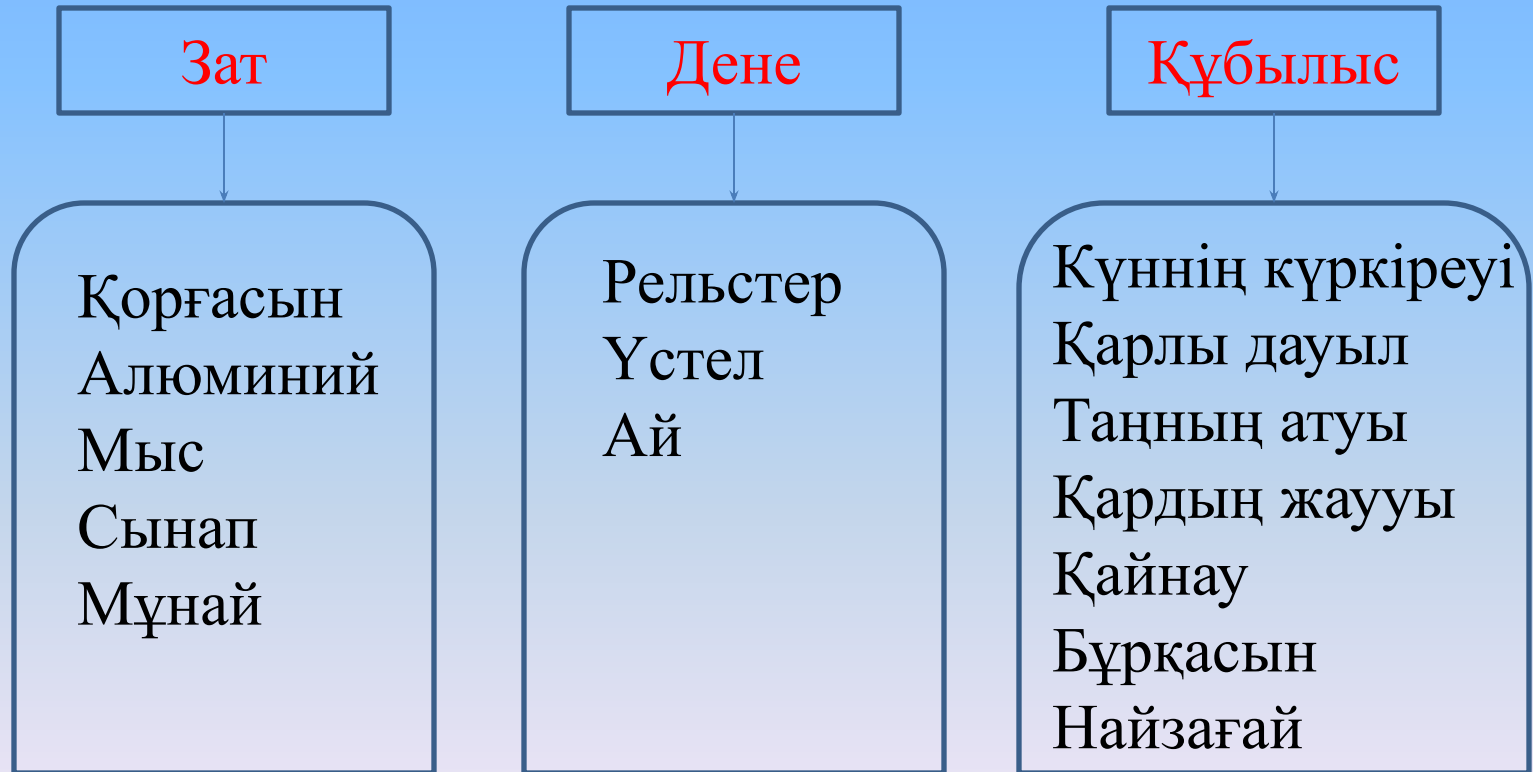 Зат
Дене
Құбылыс
Қорғасын
Алюминий
Мыс
Сынап
Мұнай
Рельстер
Үстел
Ай
Күннің күркіреуі
Қарлы дауыл
Таңның атуы
Қардың жаууы
Қайнау
Бұрқасын
Найзағай